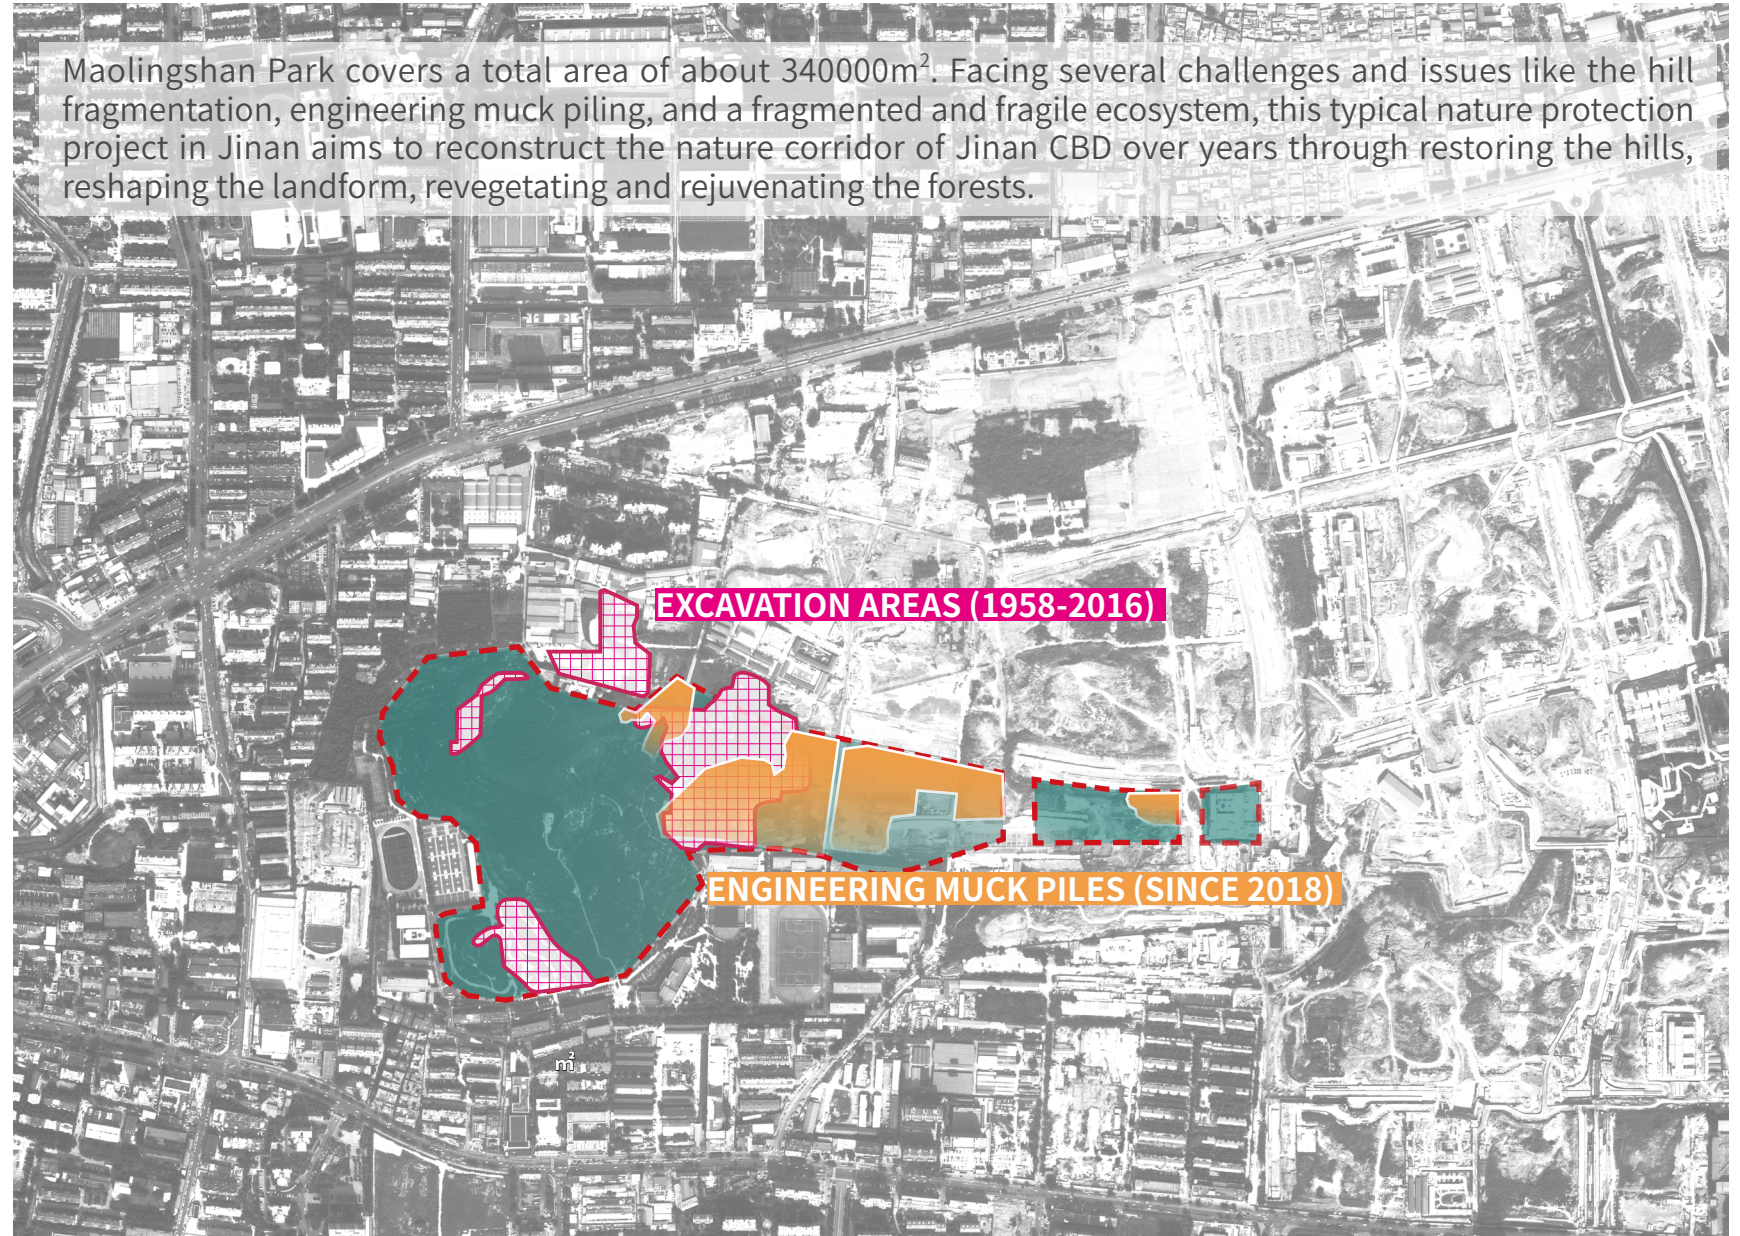 Maolingshan Park covers a total area of about 340000m². Facing several challenges and issues like the hill
fragmentation, engineering muck piling, and a fragmented and fragile ecosystem, this typical nature protection
project in Jinan aims to reconstruct the nature corridor of Jinan CBD over years through restoring the hills,
reshaping the landform, revegetating and rejuvenating the forests.
EXCAVATION AREAS (1958-2016)
ENGINEERING MUCK PILES (SINCE 2018)
m²